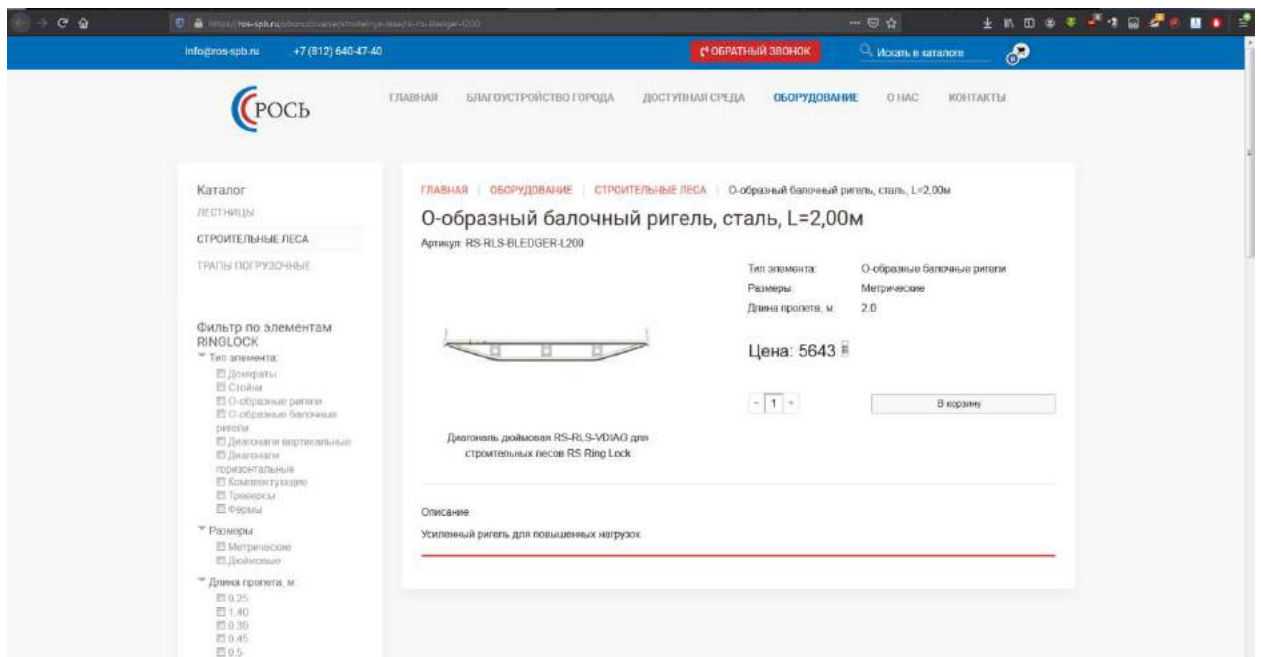 info@ros-spb.ru +7 (812) 640-47-40 ОБРАТНЫЙ ЗВОНОК Искать в каталоге 0
РОСЬ
ГЛАВНАЯ БЛАГОУСТРОЙСТВО ГОРОДА ДОСТУПНАЯ СРЕДА ОБОРУДОВАНИЕ О НАС КОНТАКТЫ
Каталог
ЛЕСТНИЦЫ
СТРОИТЕЛЬНЫЕ ЛЕСА
ТРАПЫ ПОГРУЗОЧНЫЕ
Фильтр по элементам
RINGLOCK
Тип элемента:
Домкраты
Стойки
О-образные ригели
О-образные балочные
ригели
Диагонали вертикальные
Диагонали
горизонтальные
Комплектующие
Траверсы
Фермы
Размеры:
Метрические
Дюймовые
Длина пролета, м:
0.25
1.40
0.39
0.45
0.5
ГЛАВНАЯ | ОБОРУДОВАНИЕ | СТРОИТЕЛЬНЫЕ ЛЕСА | О-образный балочный ригель, сталь, L=2,00м
О-образный балочный ригель, сталь, L=2,00м
Артикул: RS-RLS-BLEDGER-L200
Тип элемента: О-образные балочные ригели
Размеры: Метрические
Длина пролета, м: 2.0
Цена: 5643
- 1 + В корзину
Диагональ дюймовая RS-RLS-VDIAG для
строительных лесов RS Ring Lock
Описание
Усиленный ригель для повышенных нагрузок